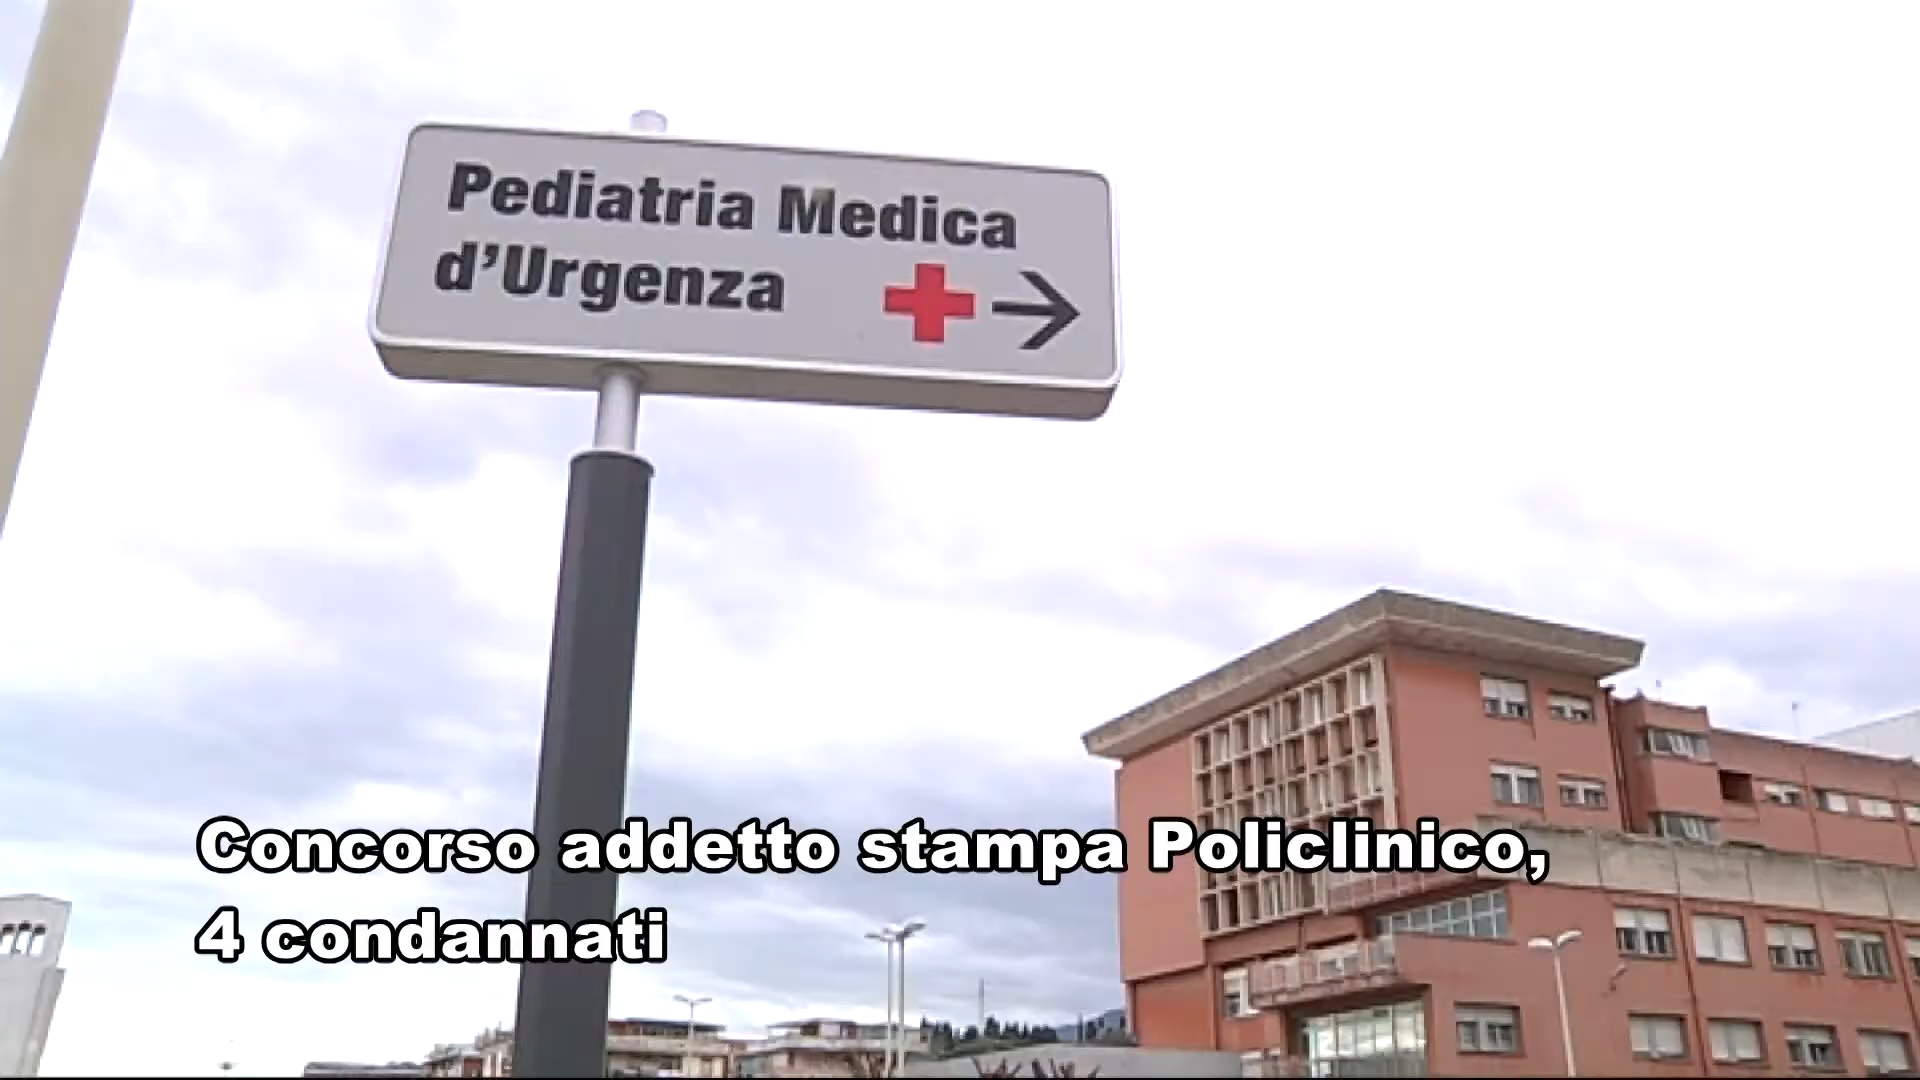 Pediatria Medica
d'Urgenza
Concorso addetto stampa Policlinico,
4 condannati